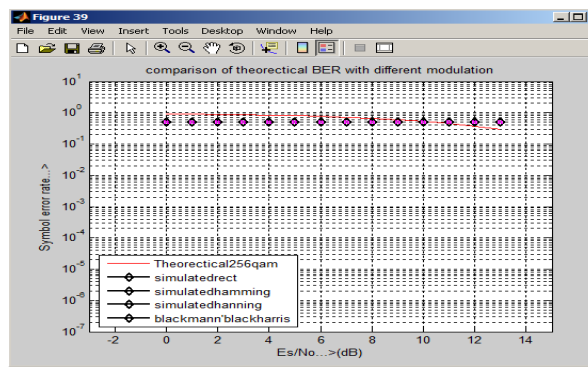 Figure 39
File Edit View Insert Tools Desktop Window Help
comparison of theorectical BER with different modulation
10^1
10^0
10^-1
10^-2
10^-3
10^-4
10^-5
10^-6
10^-7
Symbol error rate...>
Theorectical256qam
simulatedrect
simulatedhamming
simulatedhanning
blackmann'blackharris
-2 0 2 4 6 8 10 12 14
Es/No...>(dB)